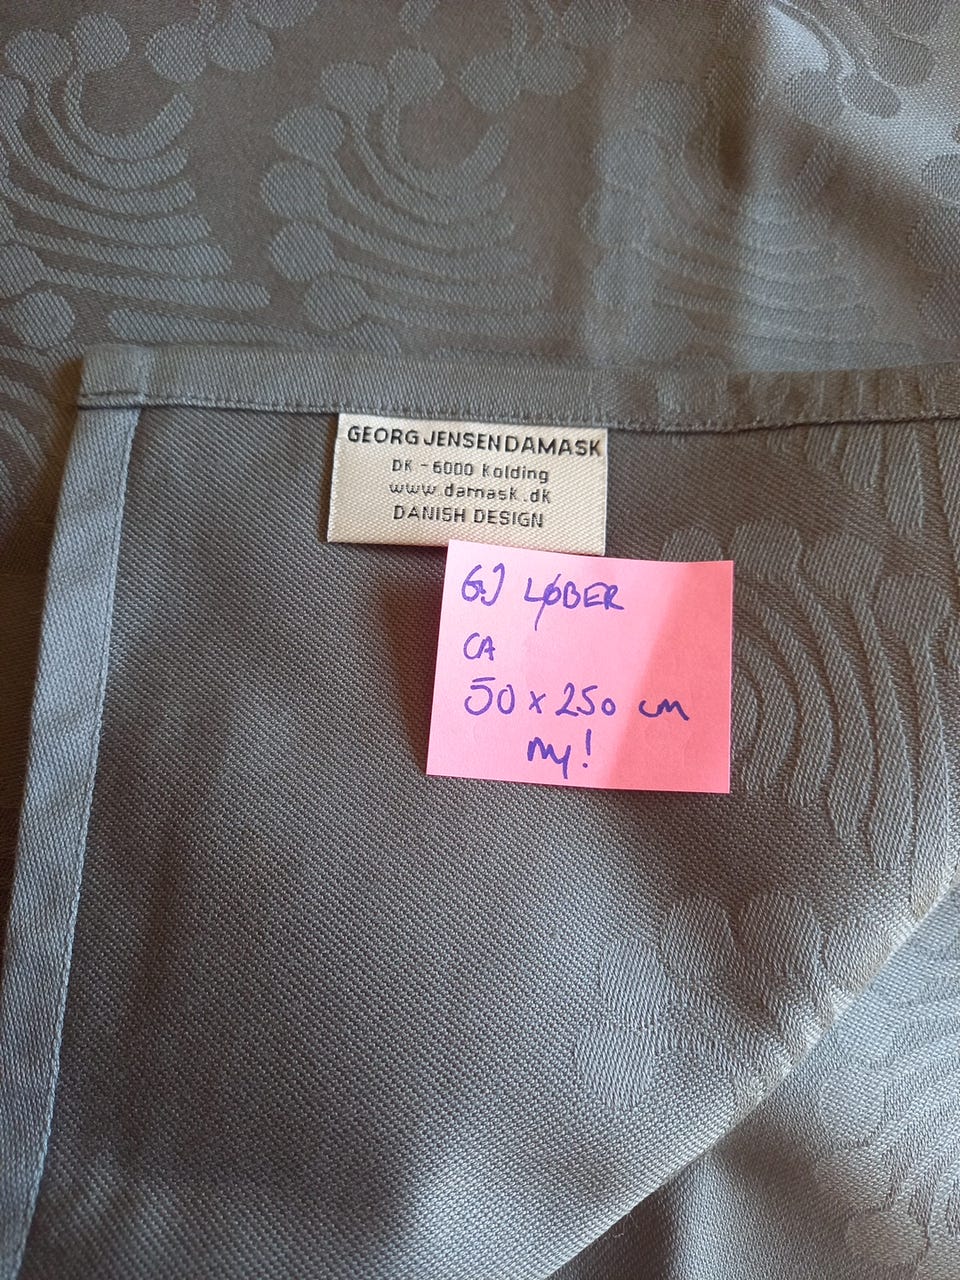 GEORG JENSEN DAMASK
DK - 6000 Kolding
www.damask.dk
DANISH DESIGN
GJ LØBER
CA
50 x 250 cm
ny!